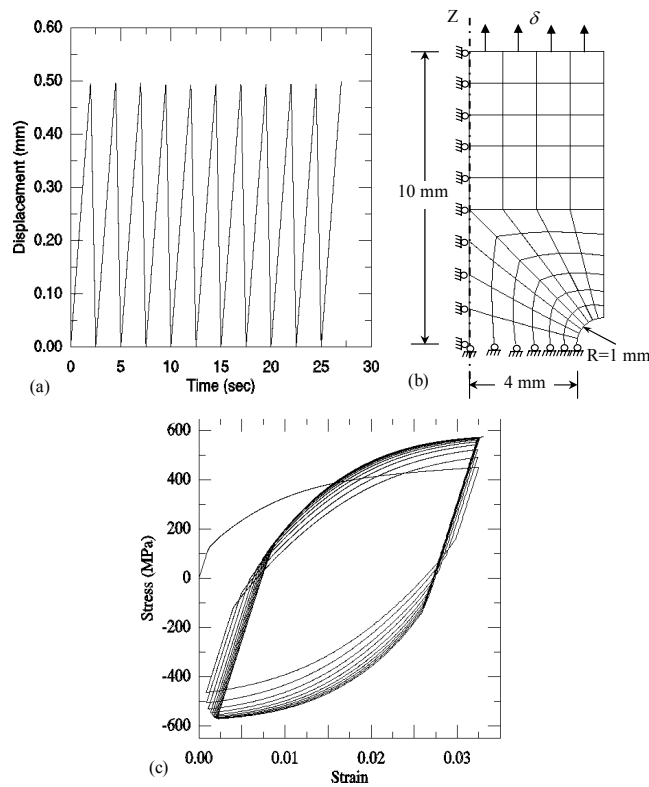 0.60
0.50
0.40
0.30
0.20
0.10
0.00
Displacement (mm)
0 5 10 15 20 25 30
Time (sec)
(a)
Z
δ
10 mm
4 mm
R=1 mm
(b)
600
400
200
0
-200
-400
-600
Stress (MPa)
0.00 0.01 0.02 0.03
Strain
(c)